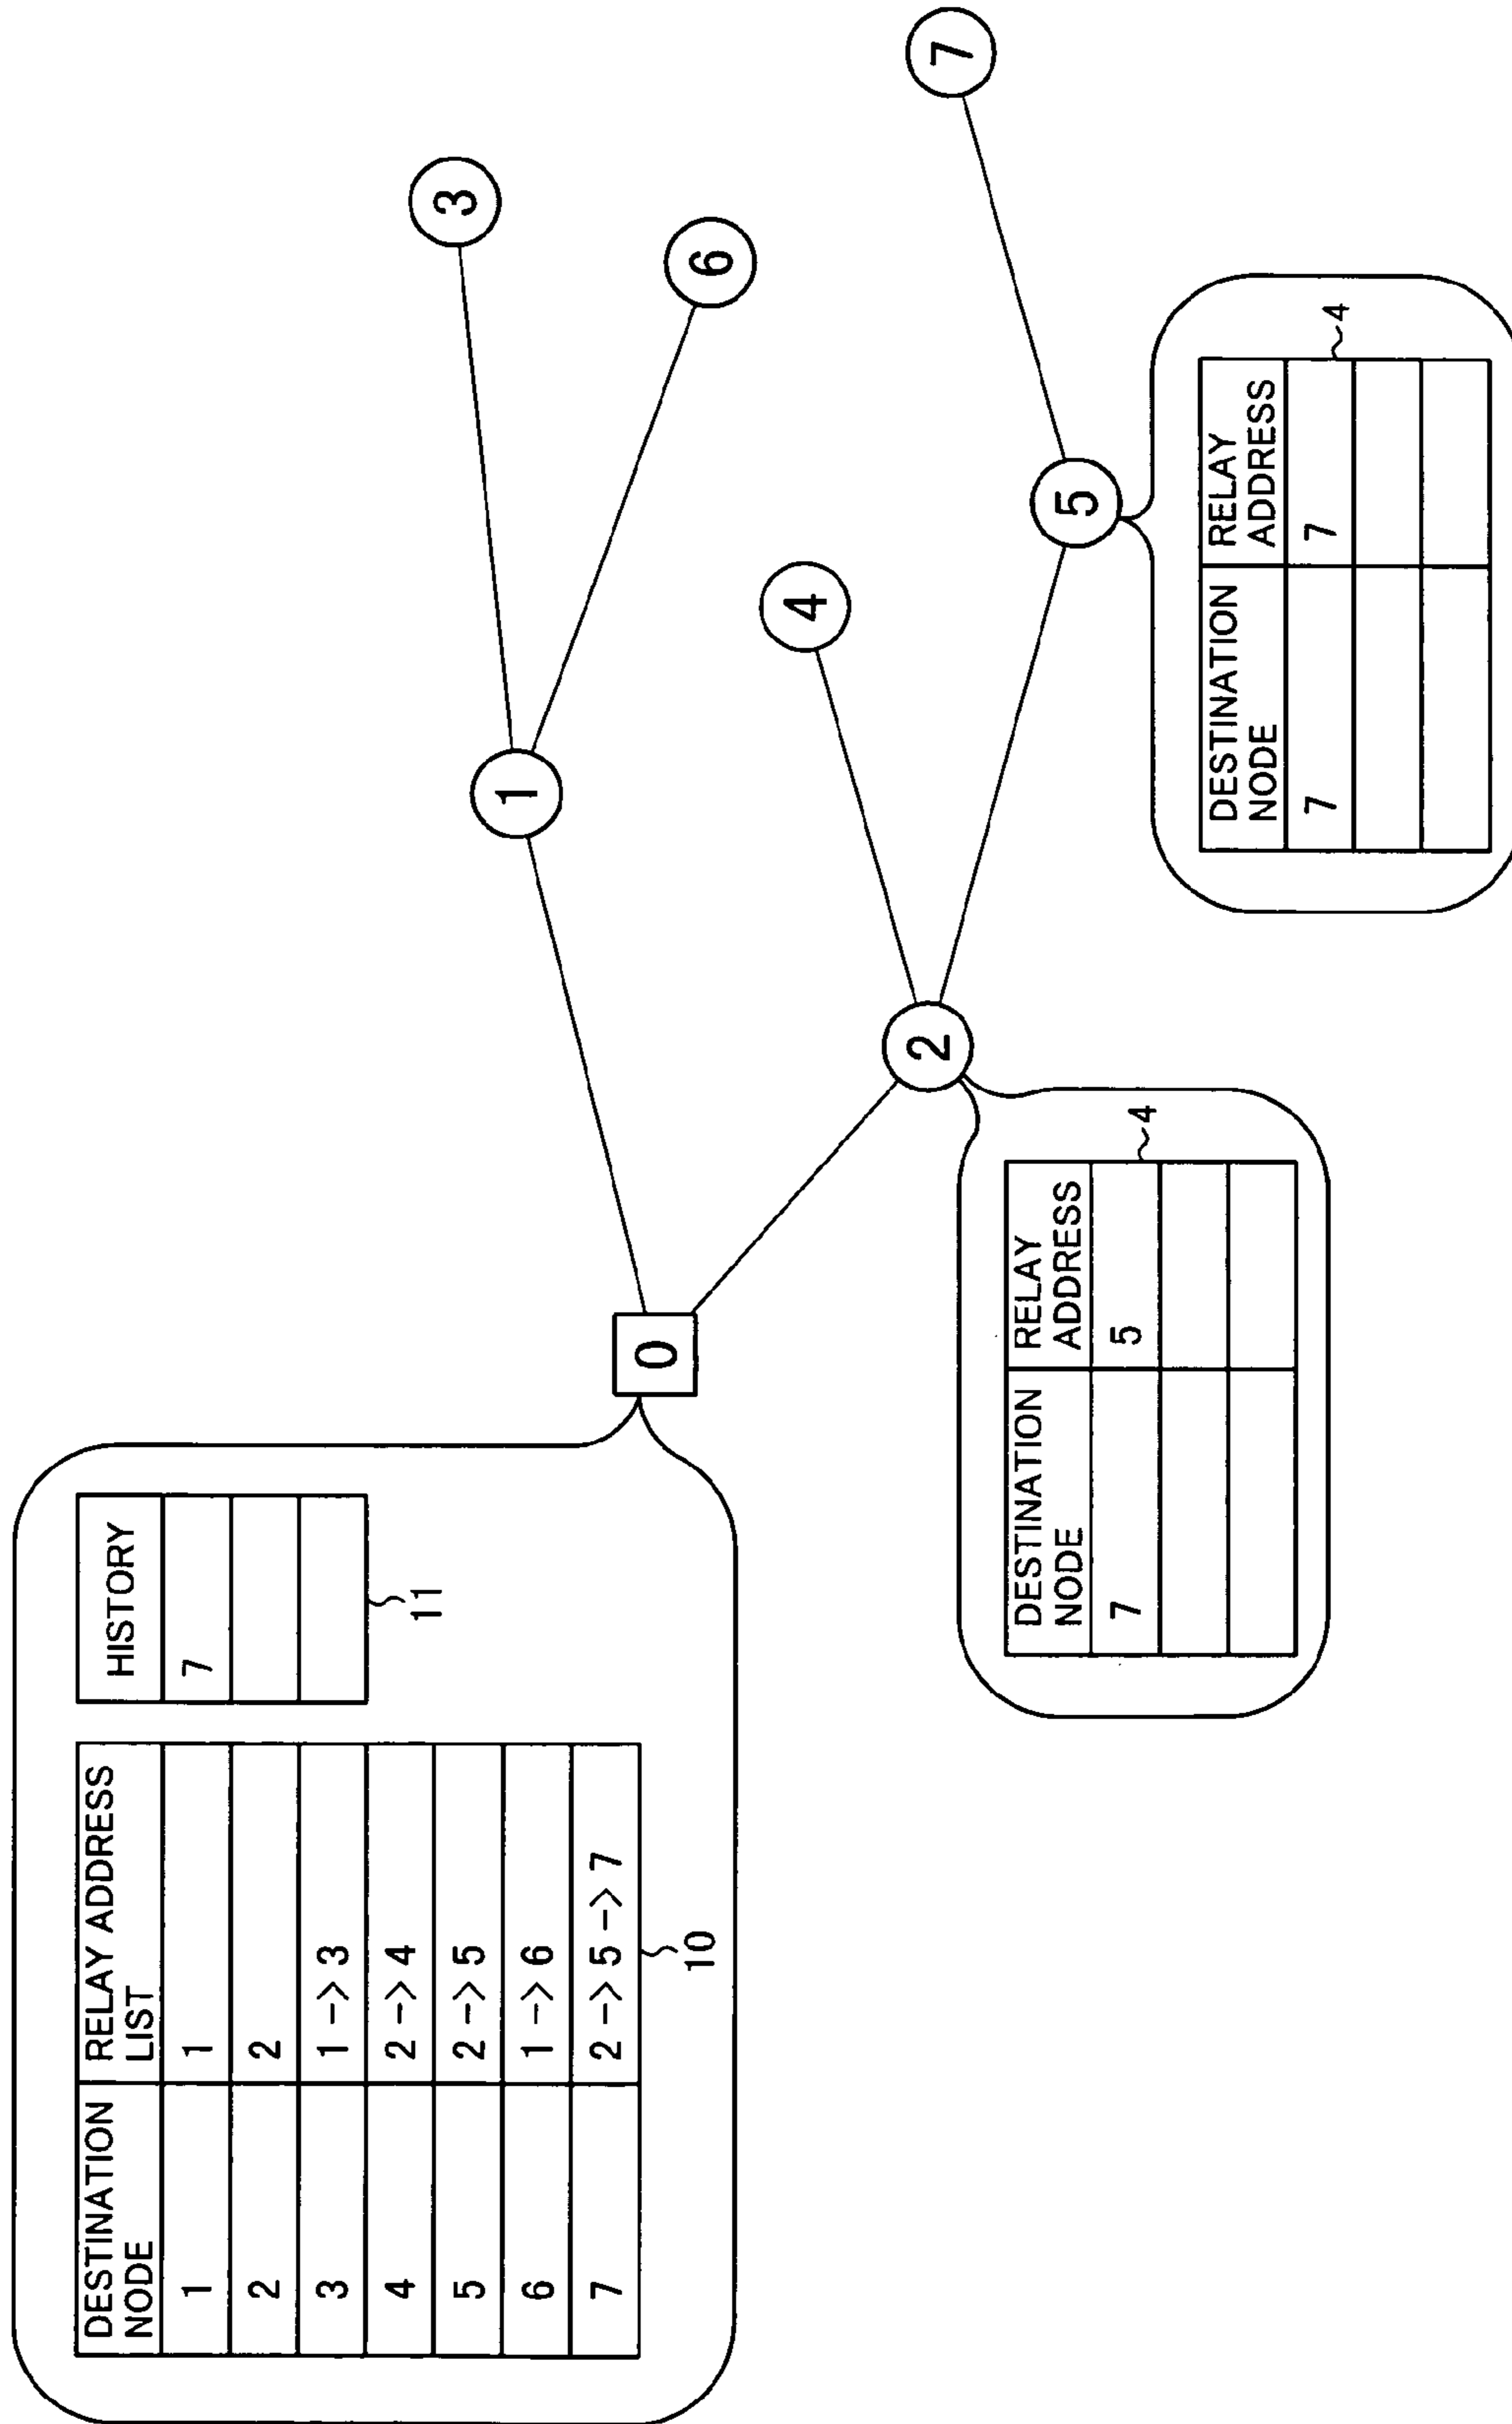 DESTINATION NODE
RELAY ADDRESS LIST
1 1
2 2
3 1 -> 3
4 2 -> 4
5 2 -> 5
6 1 -> 6
7 2 -> 5 -> 7
10
HISTORY
7
11
0
1
3
6
2
4
5
7
DESTINATION NODE
RELAY ADDRESS
7 5
4
DESTINATION NODE
RELAY ADDRESS
7 7
4